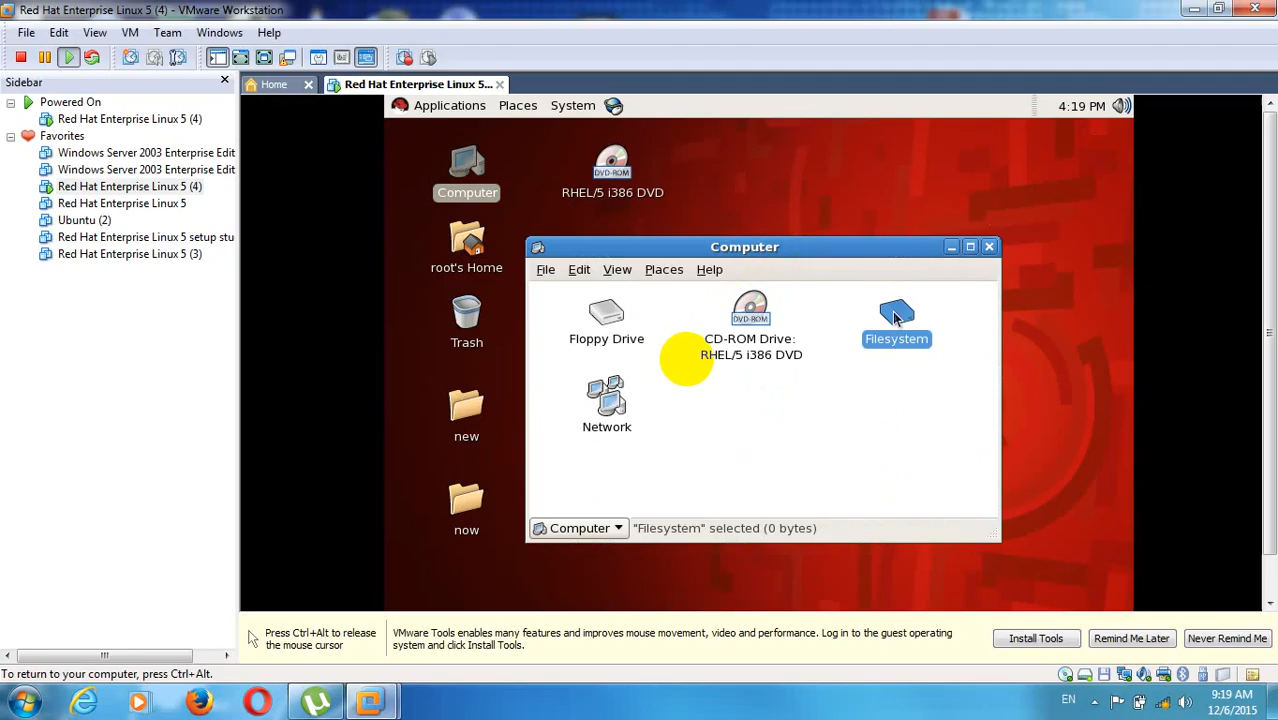 Red Hat Enterprise Linux 5 (4) - VMware Workstation
File Edit View VM Team Windows Help
Sidebar
Powered On
Red Hat Enterprise Linux 5 (4)
Favorites
Windows Server 2003 Enterprise Edit
Windows Server 2003 Enterprise Edit
Red Hat Enterprise Linux 5 (4)
Red Hat Enterprise Linux 5
Ubuntu (2)
Red Hat Enterprise Linux 5 setup stu
Red Hat Enterprise Linux 5 (3)
Home
Red Hat Enterprise Linux 5...
Applications Places System
4:19 PM
Computer
DVD-ROM
RHEL/5 i386 DVD
root's Home
Trash
new
now
Computer
File Edit View Places Help
Floppy Drive
DVD-ROM
CD-ROM Drive:
RHEL/5 i386 DVD
Filesystem
Network
Computer
"Filesystem" selected (0 bytes)
Press Ctrl+Alt to release
the mouse cursor
VMware Tools enables many features and improves mouse movement, video and performance. Log in to the guest operating
system and click Install Tools.
Install Tools
Remind Me Later
Never Remind Me
To return to your computer, press Ctrl+Alt.
EN
9:19 AM
12/6/2015